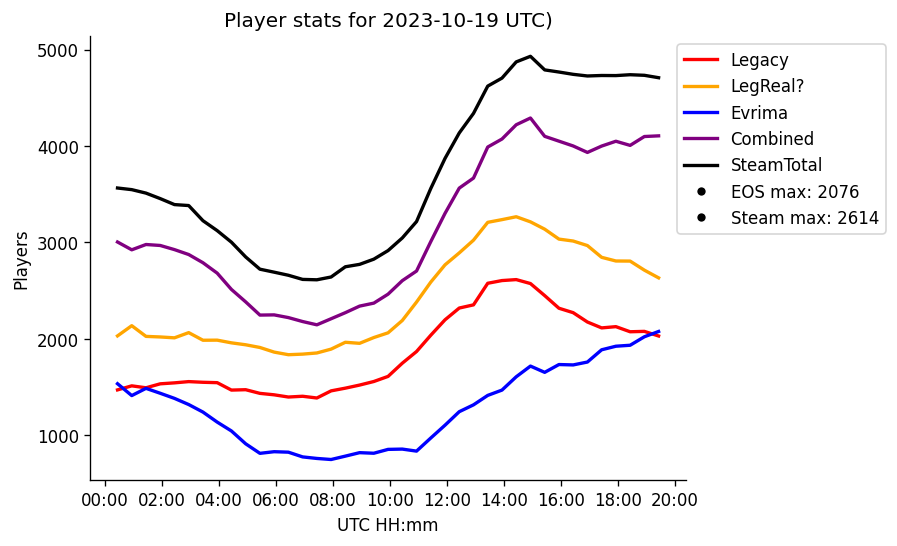 Player stats for 2023-10-19 UTC)
5000
4000
3000
2000
1000
Players
00:00 02:00 04:00 06:00 08:00 10:00 12:00 14:00 16:00 18:00 20:00
UTC HH:mm
Legacy
LegReal?
Evrima
Combined
SteamTotal
EOS max: 2076
Steam max: 2614